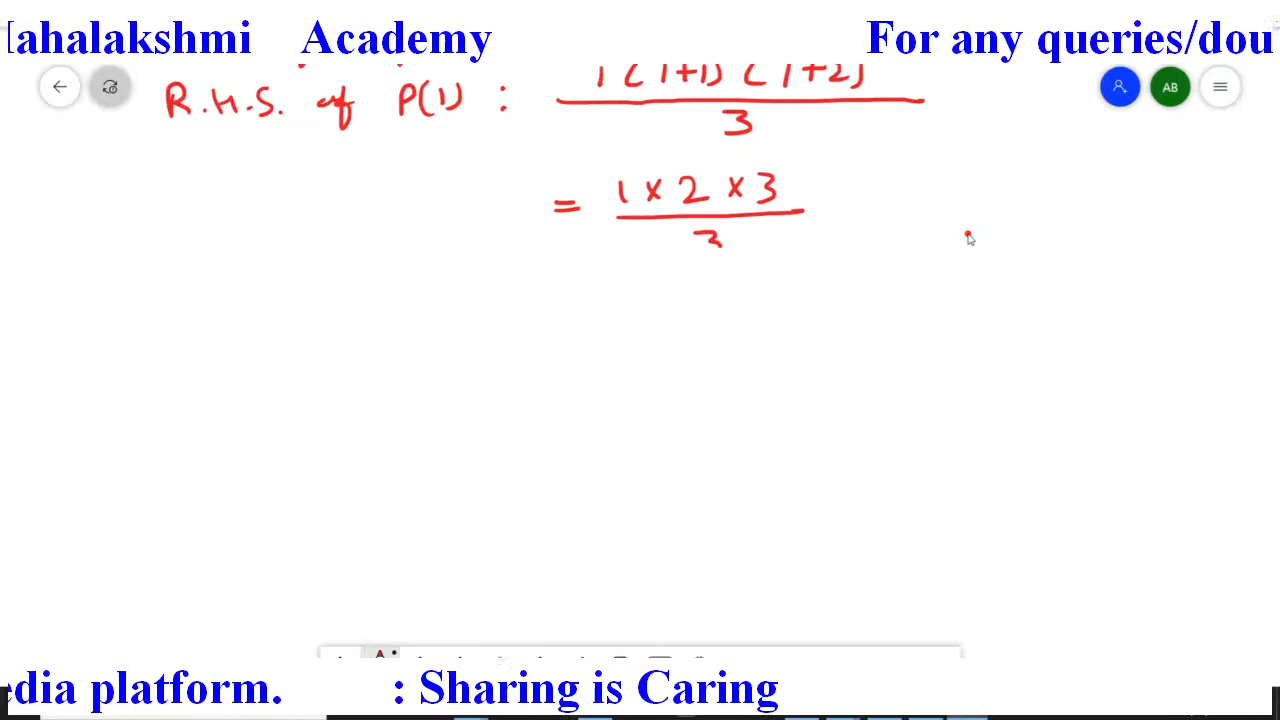 ahalakshmi Academy For any queries/dou
R.H.S. of P(1) : 1 (1+1) (1+2)
3
= 1 × 2 × 3
3
AB
edia platform. : Sharing is Caring